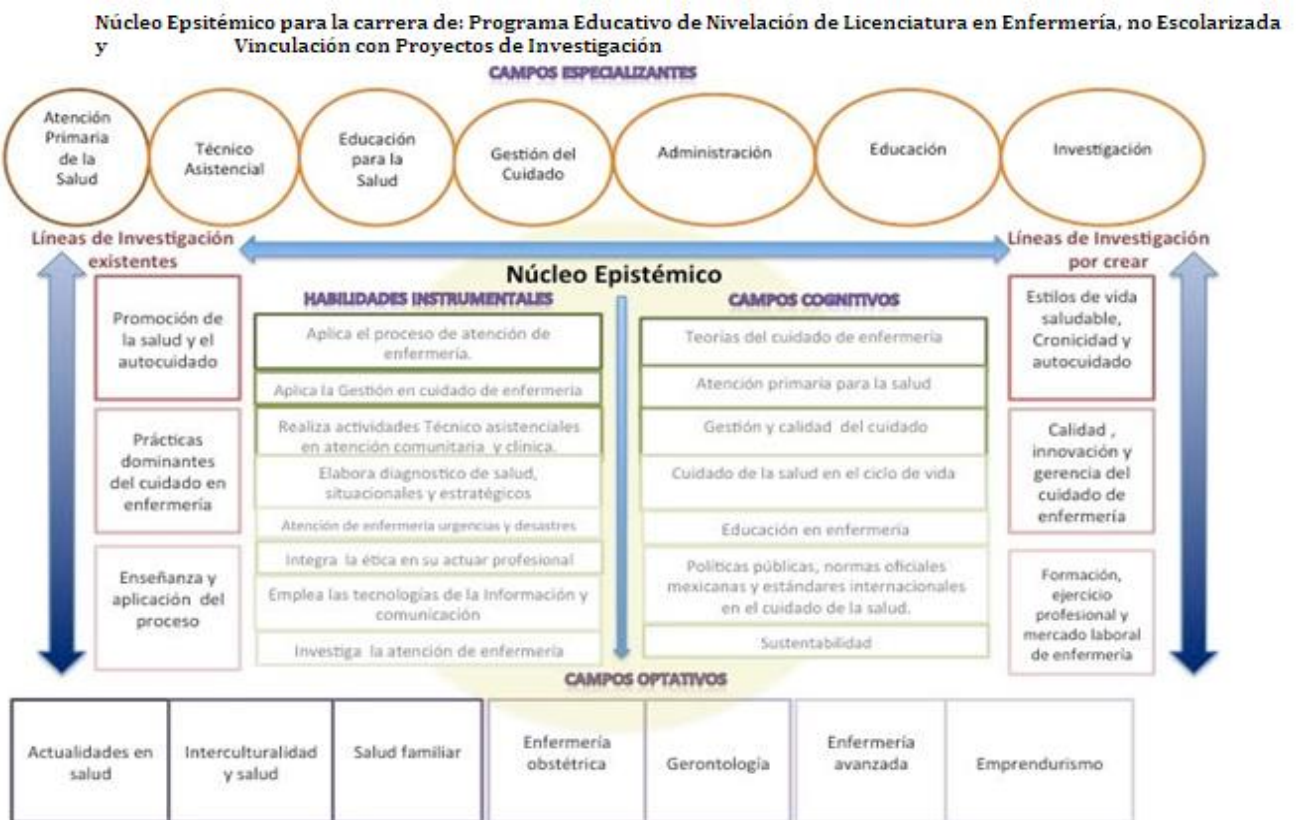 Núcleo Epsitémico para la carrera de: Programa Educativo de Nivelación de Licenciatura en Enfermería, no Escolarizada
y Vinculación con Proyectos de Investigación
CAMPOS ESPECIALIZANTES
Atención
Primaria
de la
Salud
Técnico
Asistencial
Educación
para la
Salud
Gestión del
Cuidado
Administración
Educación
Investigación
Líneas de Investigación
existentes
Líneas de Investigación
por crear
Núcleo Epistémico
Promoción de
la salud y el
autocuidado
Prácticas
dominantes
del cuidado en
enfermería
Enseñanza y
aplicación del
proceso
HABILIDADES INSTRUMENTALES
Aplica el proceso de atención de
enfermería.
Aplica la Gestión en cuidado de enfermería
Realiza actividades Técnico asistenciales
en atención comunitaria y clínica.
Elabora diagnostico de salud,
situacionales y estratégicos
Atención de enfermería urgencias y desastres
Integra la ética en su actuar profesional
Emplea las tecnologías de la Información y
comunicación
Investiga la atención de enfermería
CAMPOS COGNITIVOS
Teorías del cuidado de enfermería
Atención primaria para la salud
Gestión y calidad del cuidado
Cuidado de la salud en el ciclo de vida
Educación en enfermería
Políticas públicas, normas oficiales
mexicanas y estándares internacionales
en el cuidado de la salud.
Sustentabilidad
Estilos de vida
saludable,
Cronicidad y
autocuidado
Calidad ,
innovación y
gerencia del
cuidado de
enfermería
Formación,
ejercicio
profesional y
mercado laboral
de enfermería
CAMPOS OPTATIVOS
Actualidades en
salud
Interculturalidad
y salud
Salud familiar
Enfermería
obstétrica
Gerontología
Enfermería
avanzada
Emprendurismo